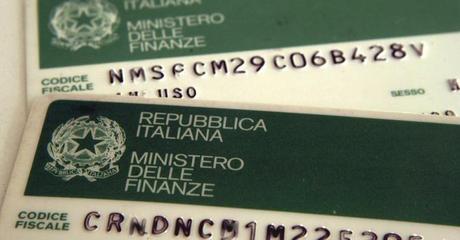 ITALIANA
MINISTERO
DELLE
FINANZE
CODICE
FISCALE
NMSFCM29C06B428V
SESSO
REPUBBLICA
ITALIANA
MINISTERO
DELLE
FINANZE
CODICE
FISCALE